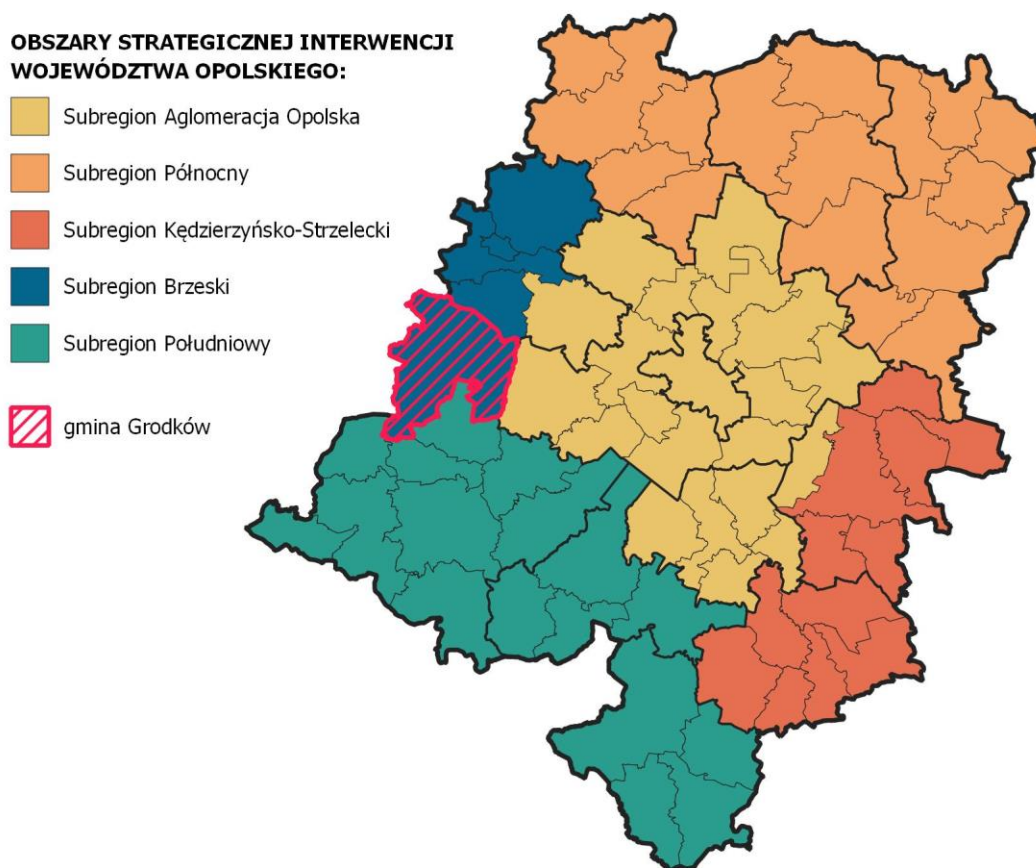 OBSZARY STRATEGICZNEJ INTERWENCJI
WOJEWÓDZTWA OPOLSKIEGO:
Subregion Aglomeracja Opolska
Subregion Północny
Subregion Kędzierzyńsko-Strzelecki
Subregion Brzeski
Subregion Południowy
gmina Grodków